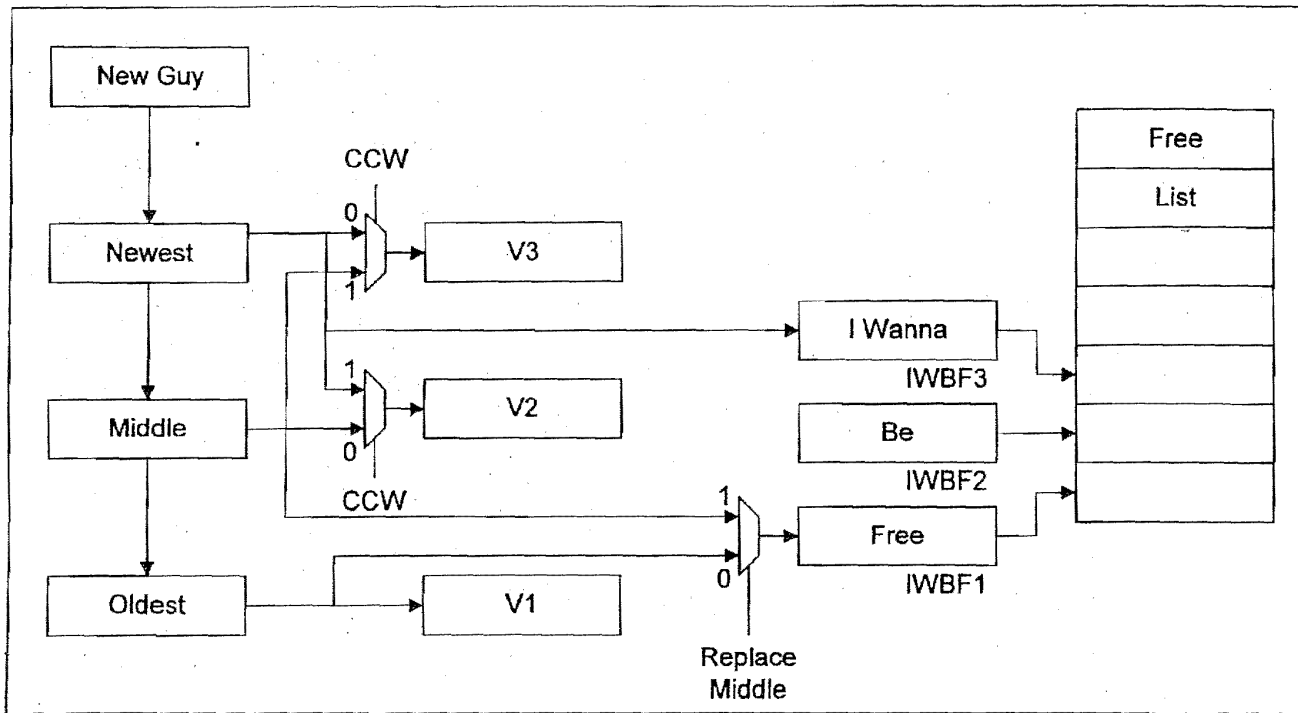 New Guy
Free
CCW
List
0
Newest
V3
1
I Wanna
1
IWBF3
Middle
V2
Be
0
CCW
IWBF2
1
Free
0
IWBF1
Oldest
V1
Replace
Middle